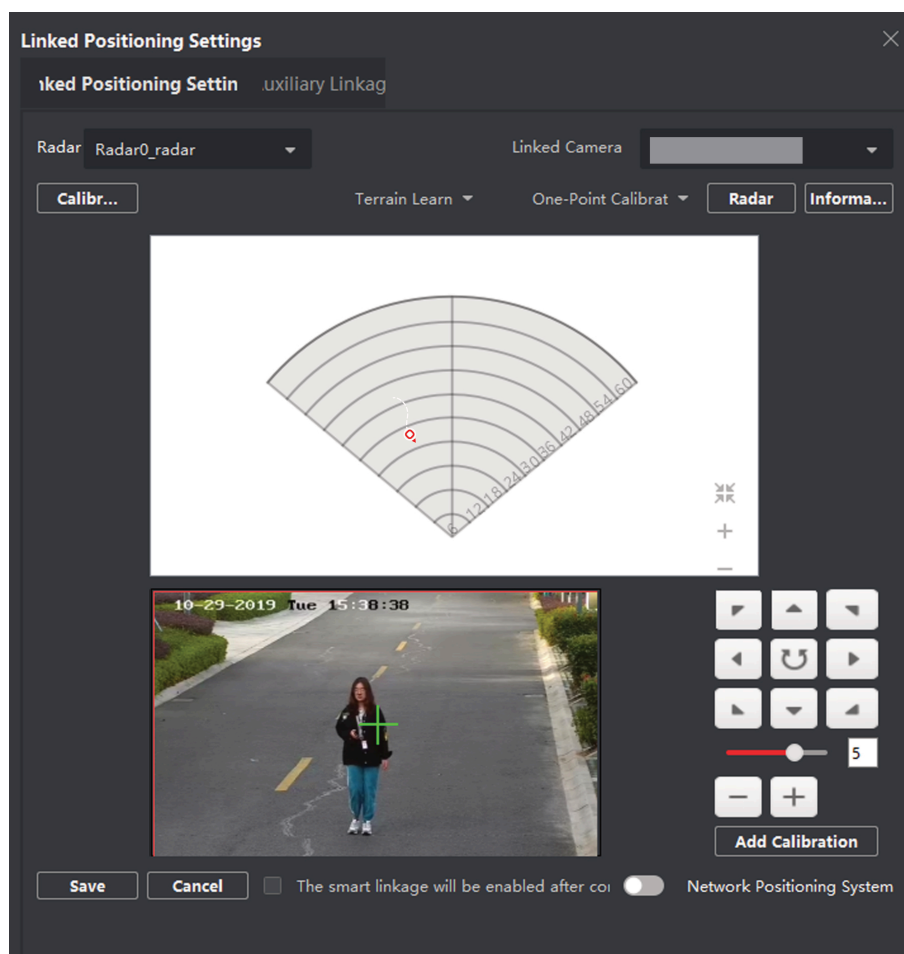 Linked Positioning Settings
nked Positioning Settin uxiliary Linkag
Radar Radar0_radar Linked Camera
Calibr... Terrain Learn One-Point Calibrat Radar Informa...
60
54
48
42
36
30
24
18
12
6
10-29-2019 Tue 15:38:38
5
Add Calibration
Save Cancel The smart linkage will be enabled after cor Network Positioning System